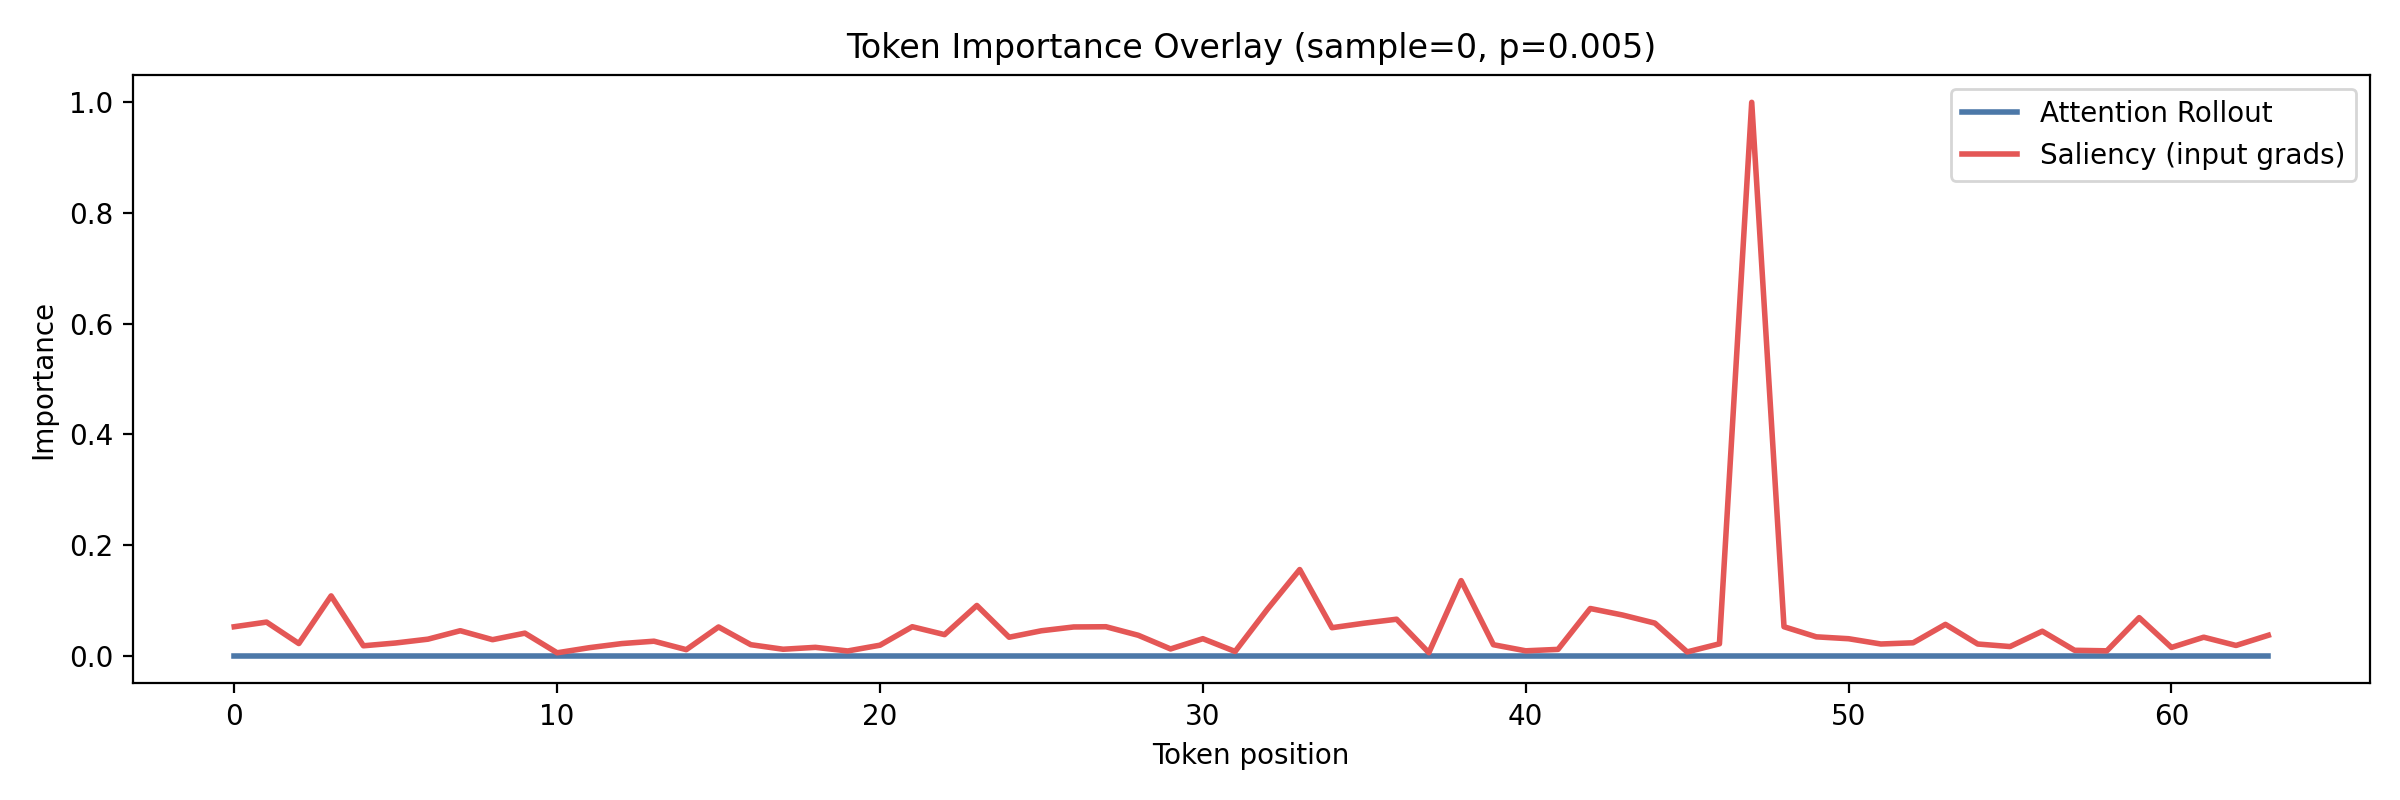 Token Importance Overlay (sample=0, p=0.005)
Attention Rollout
Saliency (input grads)
Importance
1.0
0.8
0.6
0.4
0.2
0.0
0 10 20 30 40 50 60
Token position